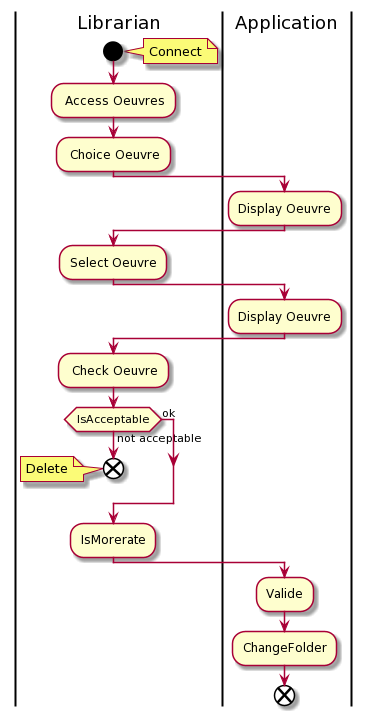 Librarian
Application
Connect
Access Oeuvres
Choice Oeuvre
Display Oeuvre
Select Oeuvre
Display Oeuvre
Check Oeuvre
IsAcceptable
ok
not acceptable
Delete
IsMorerate
Valide
ChangeFolder